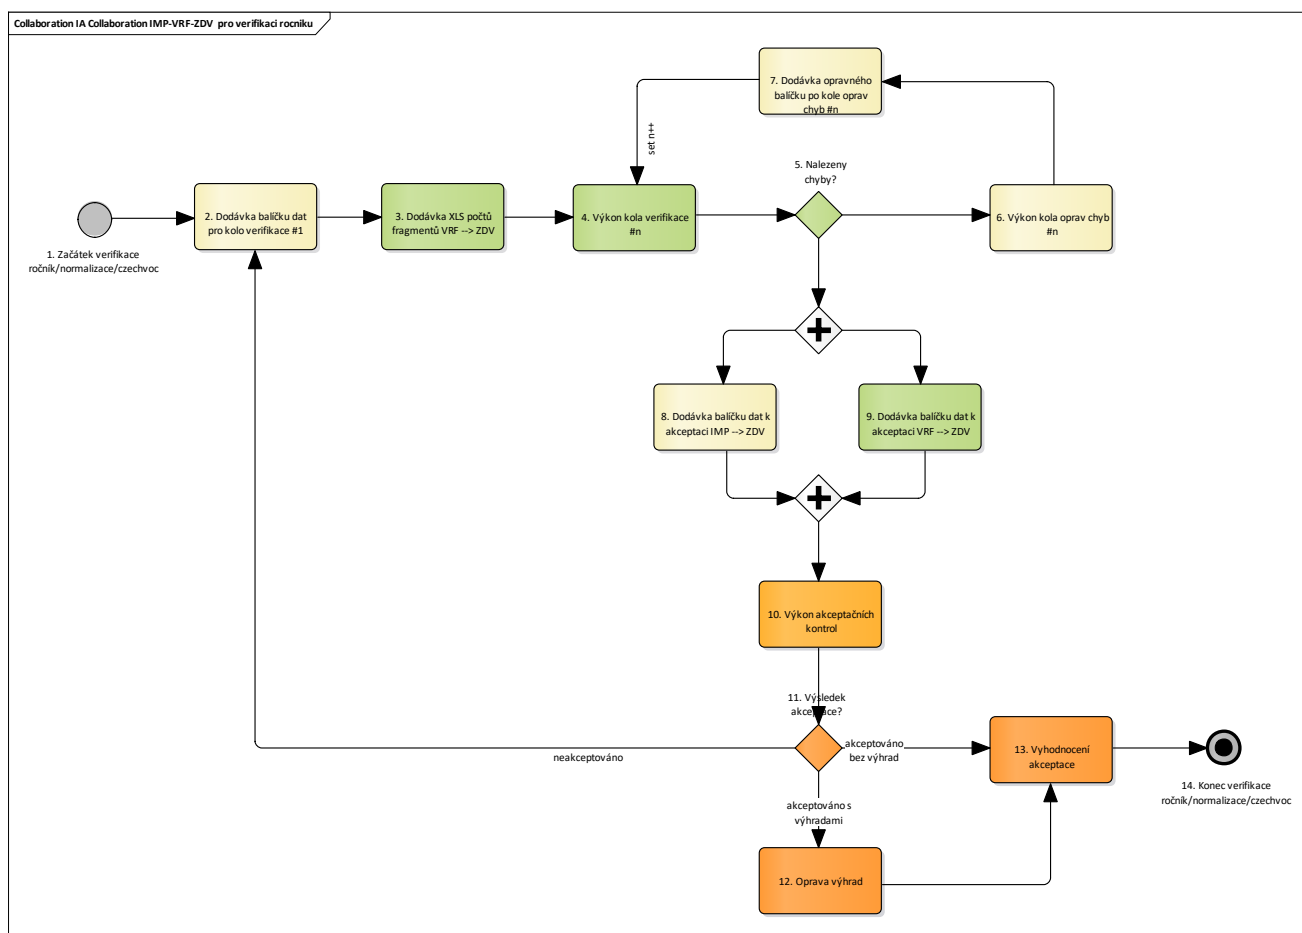 Collaboration IA Collaboration IMP-VRF-ZDV pro verifikaci rocniku
7. Dodávka opravného
balíčku po kole oprav
chyb #n
set n++
5. Nalezeny
chyby?
2. Dodávka balíčku dat
pro kolo verifikace #1
3. Dodávka XLS počtů
fragmentů VRF --> ZDV
4. Výkon kola verifikace
#n
6. Výkon kola oprav chyb
#n
1. Začátek verifikace
ročník/normalizace/czechvoc
8. Dodávka balíčku dat k
akceptaci IMP --> ZDV
9. Dodávka balíčku dat k
akceptaci VRF --> ZDV
10. Výkon akceptačních
kontrol
11. Výsledek
akceptace?
neakceptováno
akceptováno
bez výhrad
13. Vyhodnocení
akceptace
14. Konec verifikace
ročník/normalizace/czechvoc
akceptováno s
výhradami
12. Oprava výhrad